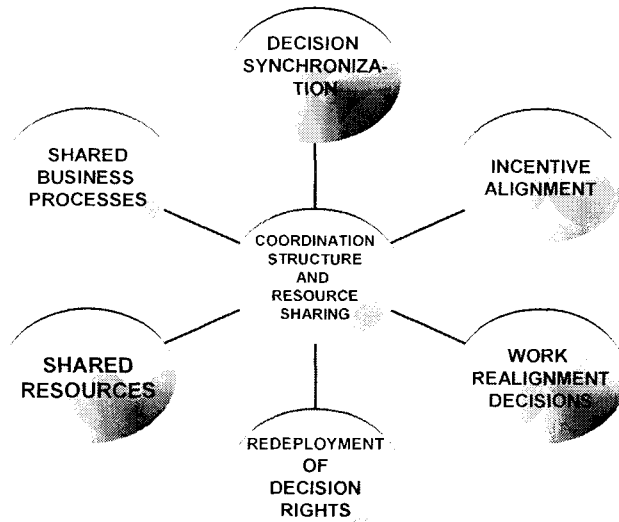 DECISION
SYNCHRONIZA-
TION
SHARED
BUSINESS
PROCESSES
INCENTIVE
ALIGNMENT
COORDINATION
STRUCTURE
AND
RESOURCE
SHARING
SHARED
RESOURCES
WORK
REALIGNMENT
DECISIONS
REDEPLOYMENT
OF
DECISION
RIGHTS